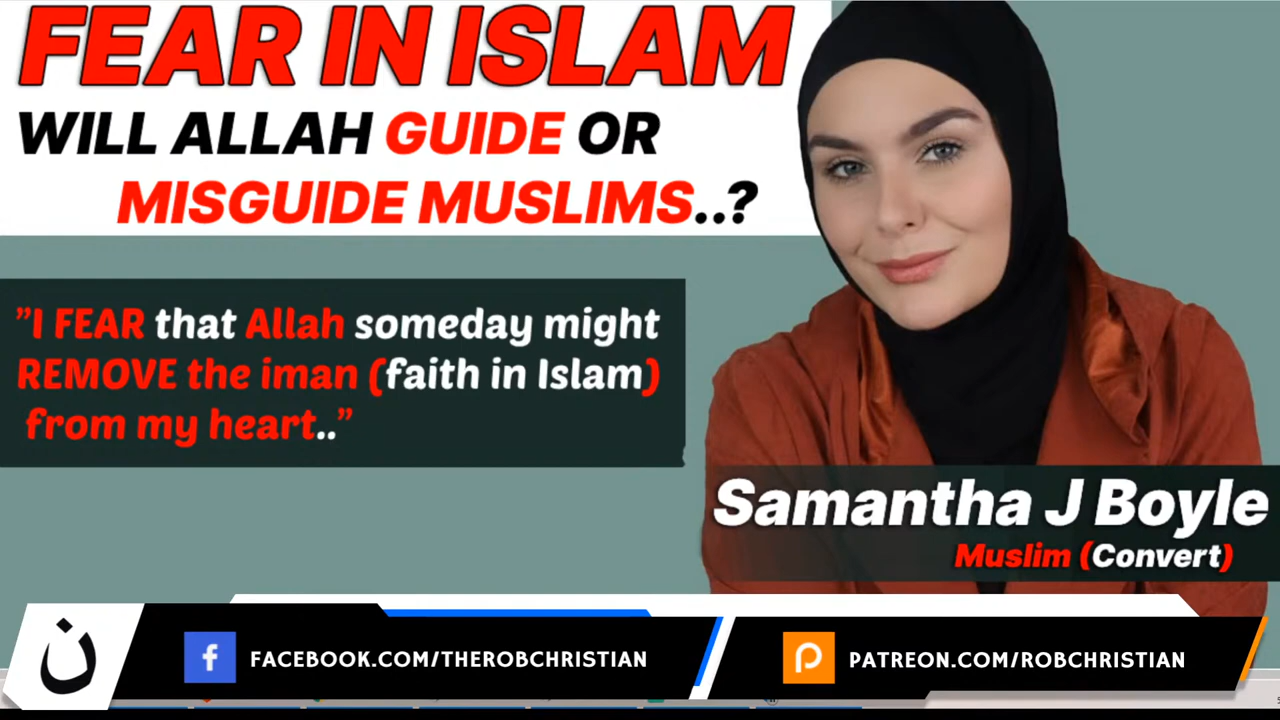 FEAR IN ISLAM
WILL ALLAH GUIDE OR
MISGUIDE MUSLIMS..?
"I FEAR that Allah someday might
REMOVE the iman (faith in Islam)
from my heart.."
Samantha J Boyle
Muslim (Convert)
ن
f FACEBOOK.COM/THEROBCHRISTIAN
PATREON.COM/ROBCHRISTIAN